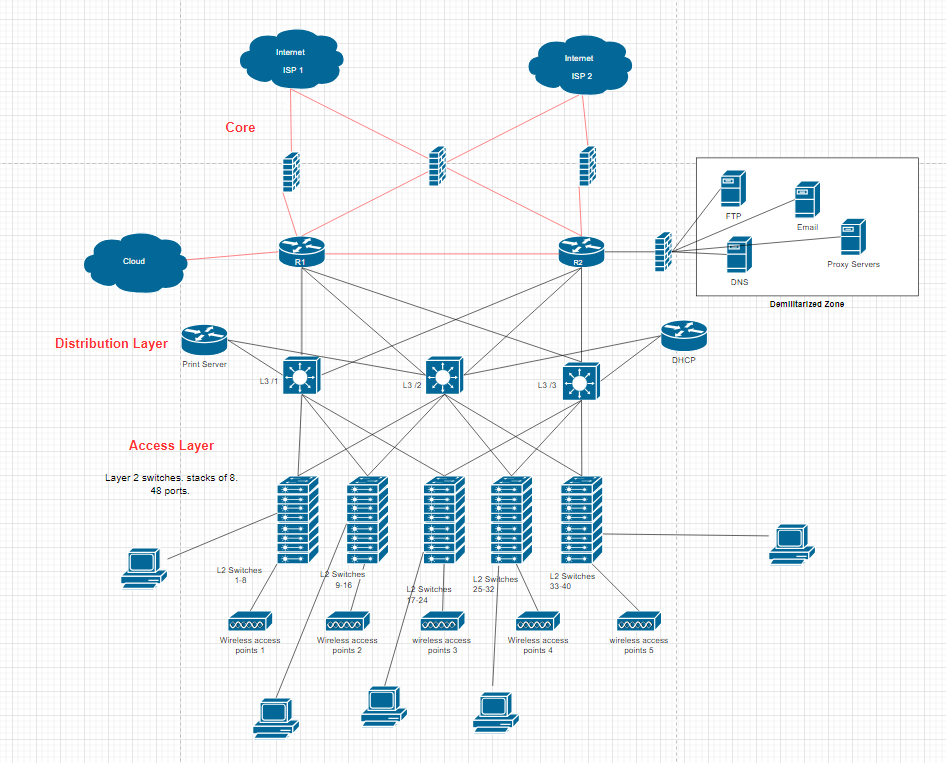 Internet
ISP 1
Internet
ISP 2
Core
FTP
Email
Proxy Servers
DNS
Demilitarized Zone
Cloud
R1
R2
Distribution Layer
Print Server
DHCP
L3 /1
L3 /2
L3 /3
Access Layer
Layer 2 switches. stacks of 8.
48 ports.
L2 Switches
1-8
L2 Switches
9-16
L2 Switches
17-24
L2 Switches
25-32
L2 Switches
33-40
Wireless access
points 1
Wireless access
points 2
wireless access
points 3
Wireless access
points 4
wireless access
points 5